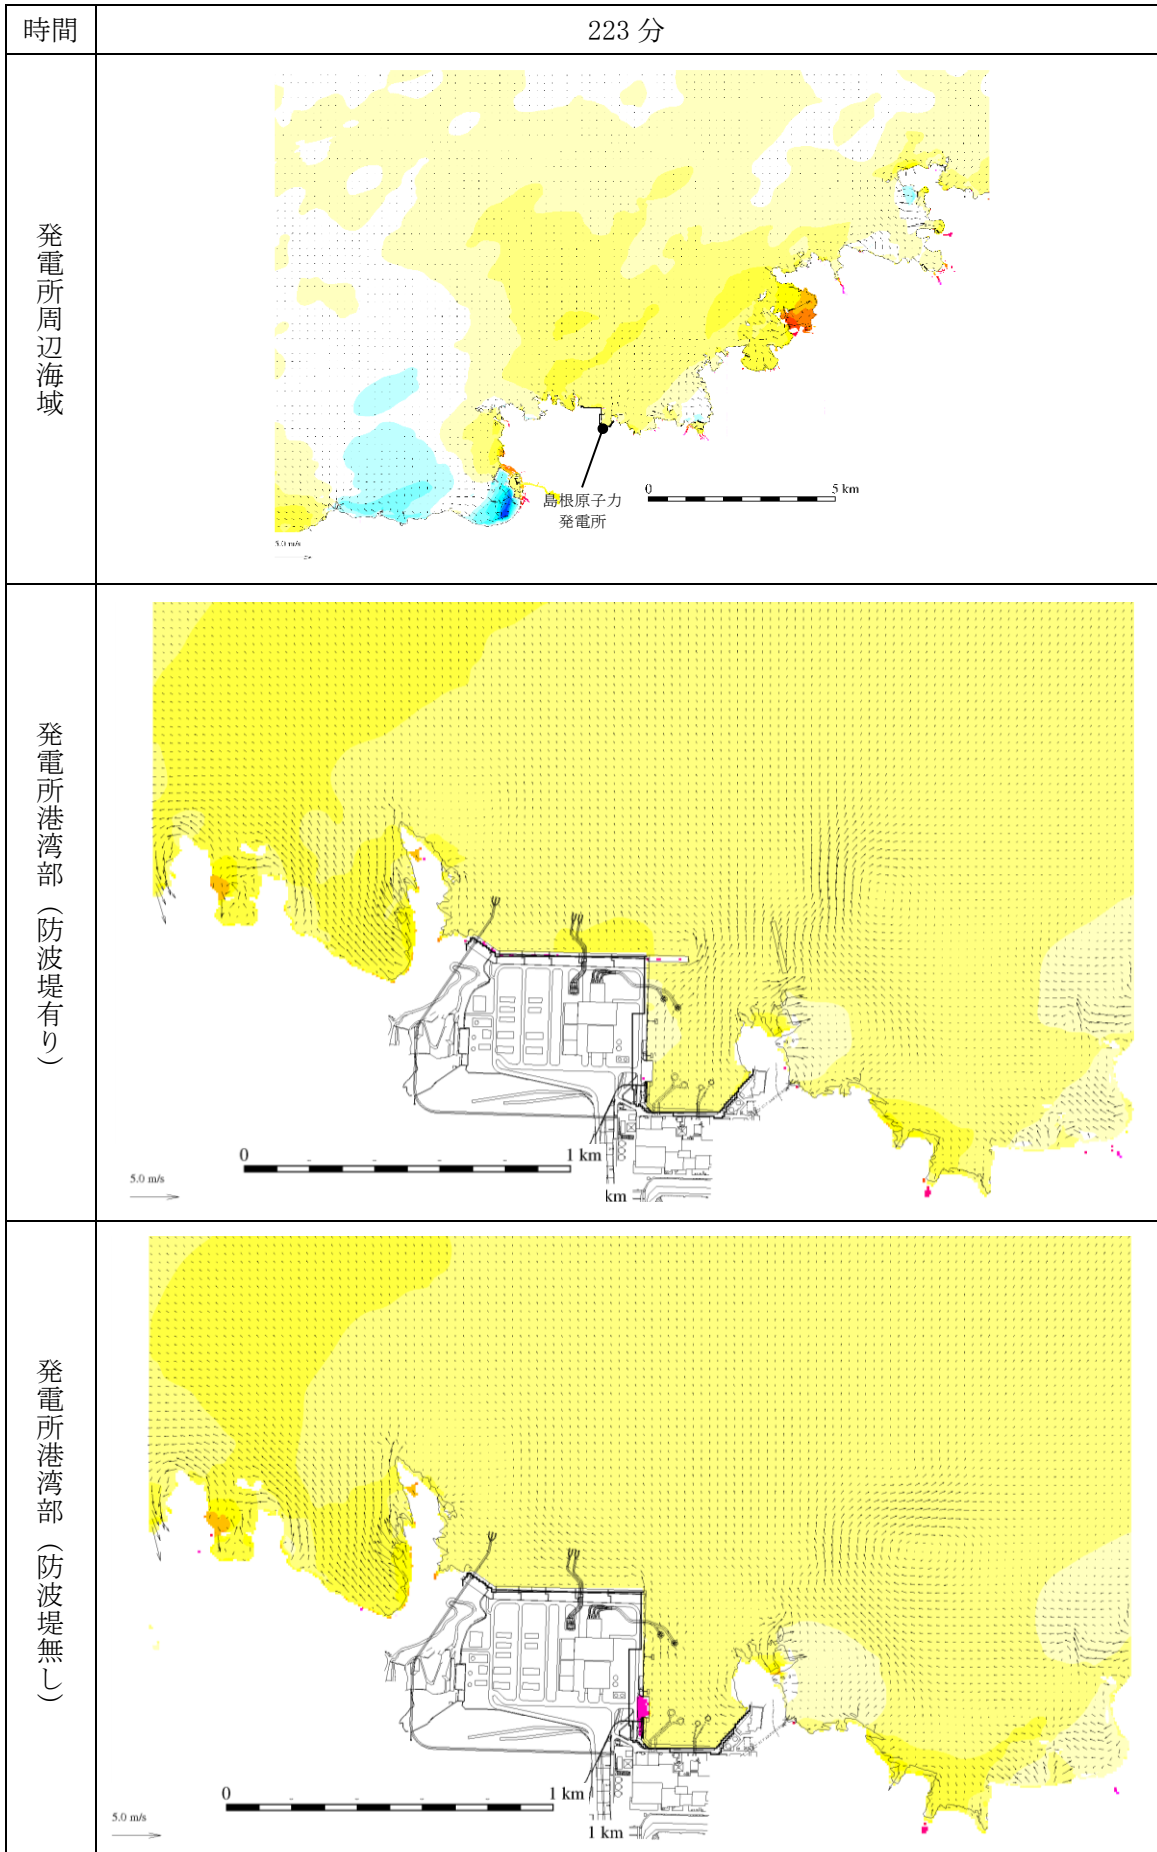 時間
223 分
発電所周辺海域
島根原子力
発電所
0
5 km
5.0 m/s
発電所港湾部（防波堤有り）
0
1 km
5.0 m/s
km
発電所港湾部（防波堤無し）
0
1 km
5.0 m/s
1 km